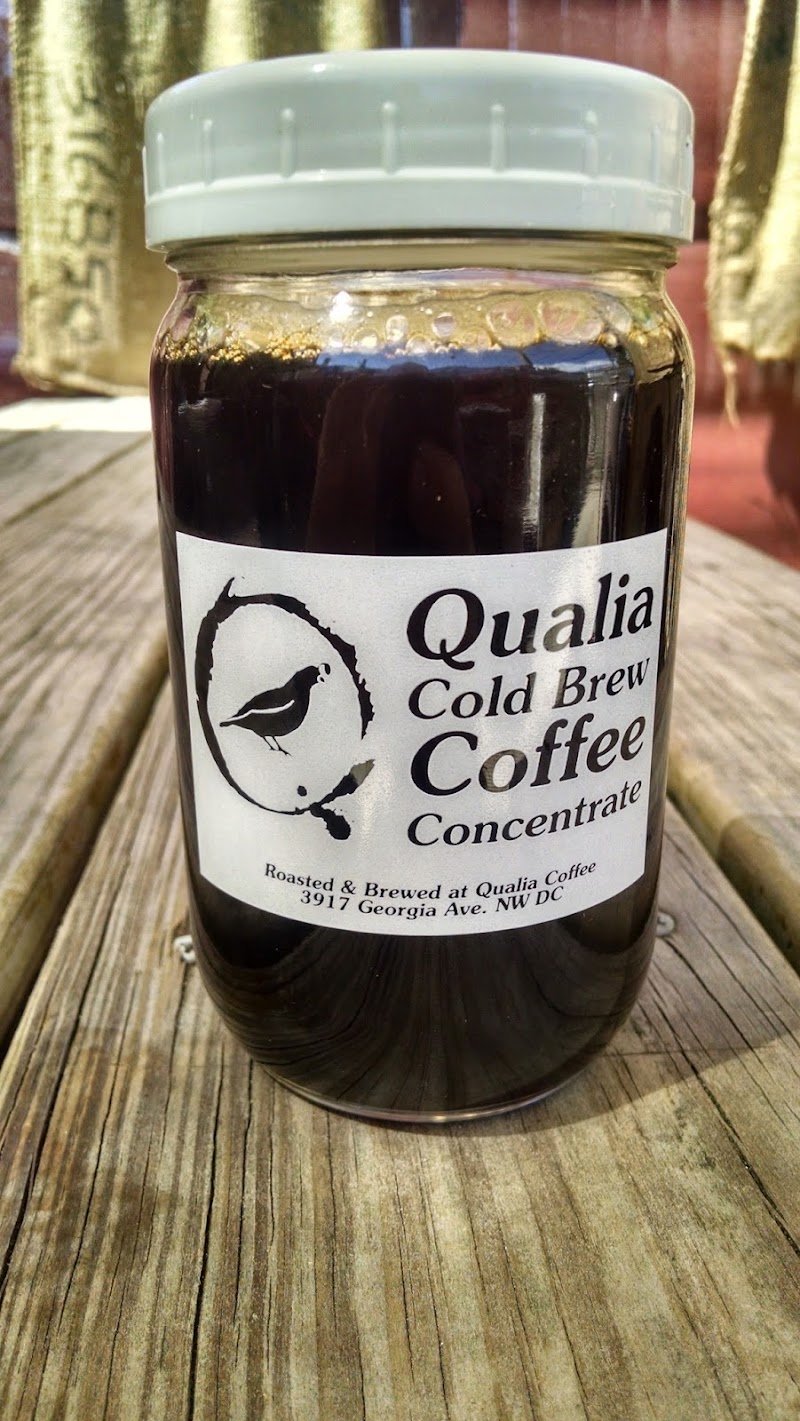 Qualia
Cold Brew
Coffee
Concentrate
Roasted & Brewed at Qualia Coffee
3917 Georgia Ave. NW DC